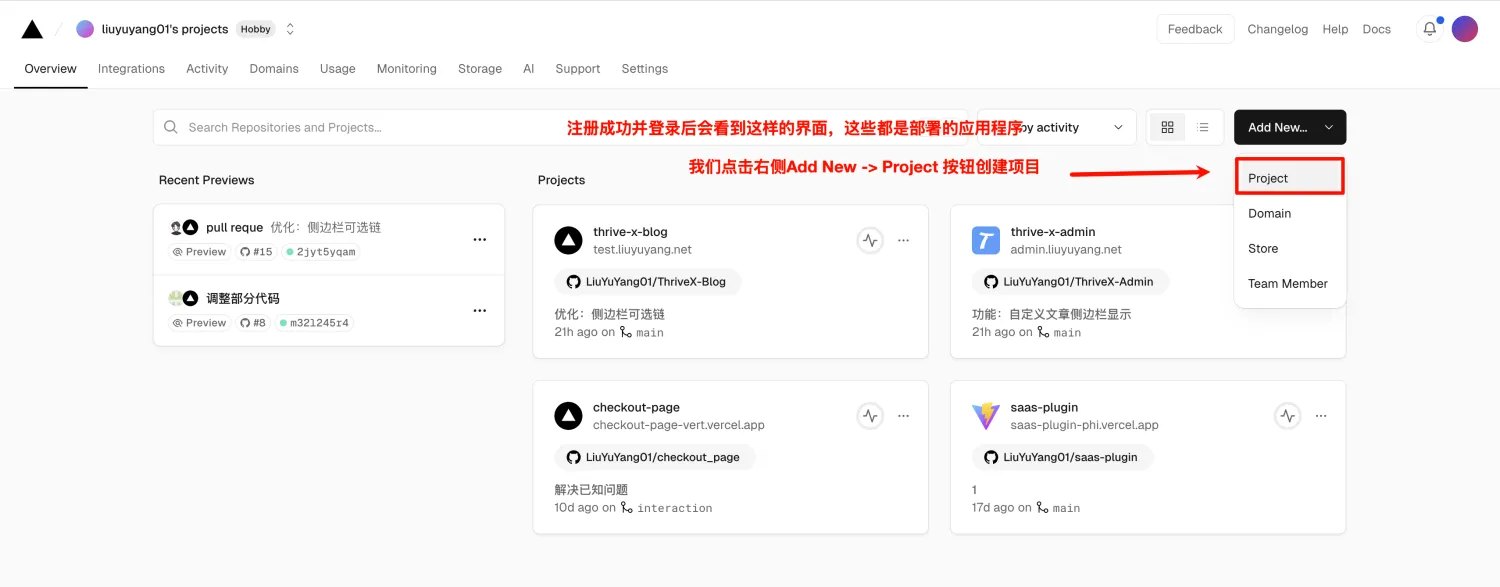 liuyuyang01's projects Hobby
Feedback Changelog Help Docs
Overview Integrations Activity Domains Usage Monitoring Storage AI Support Settings
Search Repositories and Projects...
注册成功并登录后会看到这样的界面，这些都是部署的应用程序
by activity
Add New...
我们点击右侧Add New -> Project 按钮创建项目
Project
Domain
Store
Team Member
Recent Previews
pull reque 优化：侧边栏可选链
Preview #15 2jyt5yqam
调整部分代码
Preview #8 m32l245r4
Projects
thrive-x-blog
test.liuyuyang.net
LiuYuYang01/ThriveX-Blog
优化：侧边栏可选链
21h ago on main
thrive-x-admin
admin.liuyuyang.net
LiuYuYang01/ThriveX-Admin
功能：自定义文章侧边栏显示
21h ago on main
checkout-page
checkout-page-vert.vercel.app
LiuYuYang01/checkout_page
解决已知问题
10d ago on interaction
saas-plugin
saas-plugin-phi.vercel.app
LiuYuYang01/saas-plugin
1
17d ago on main